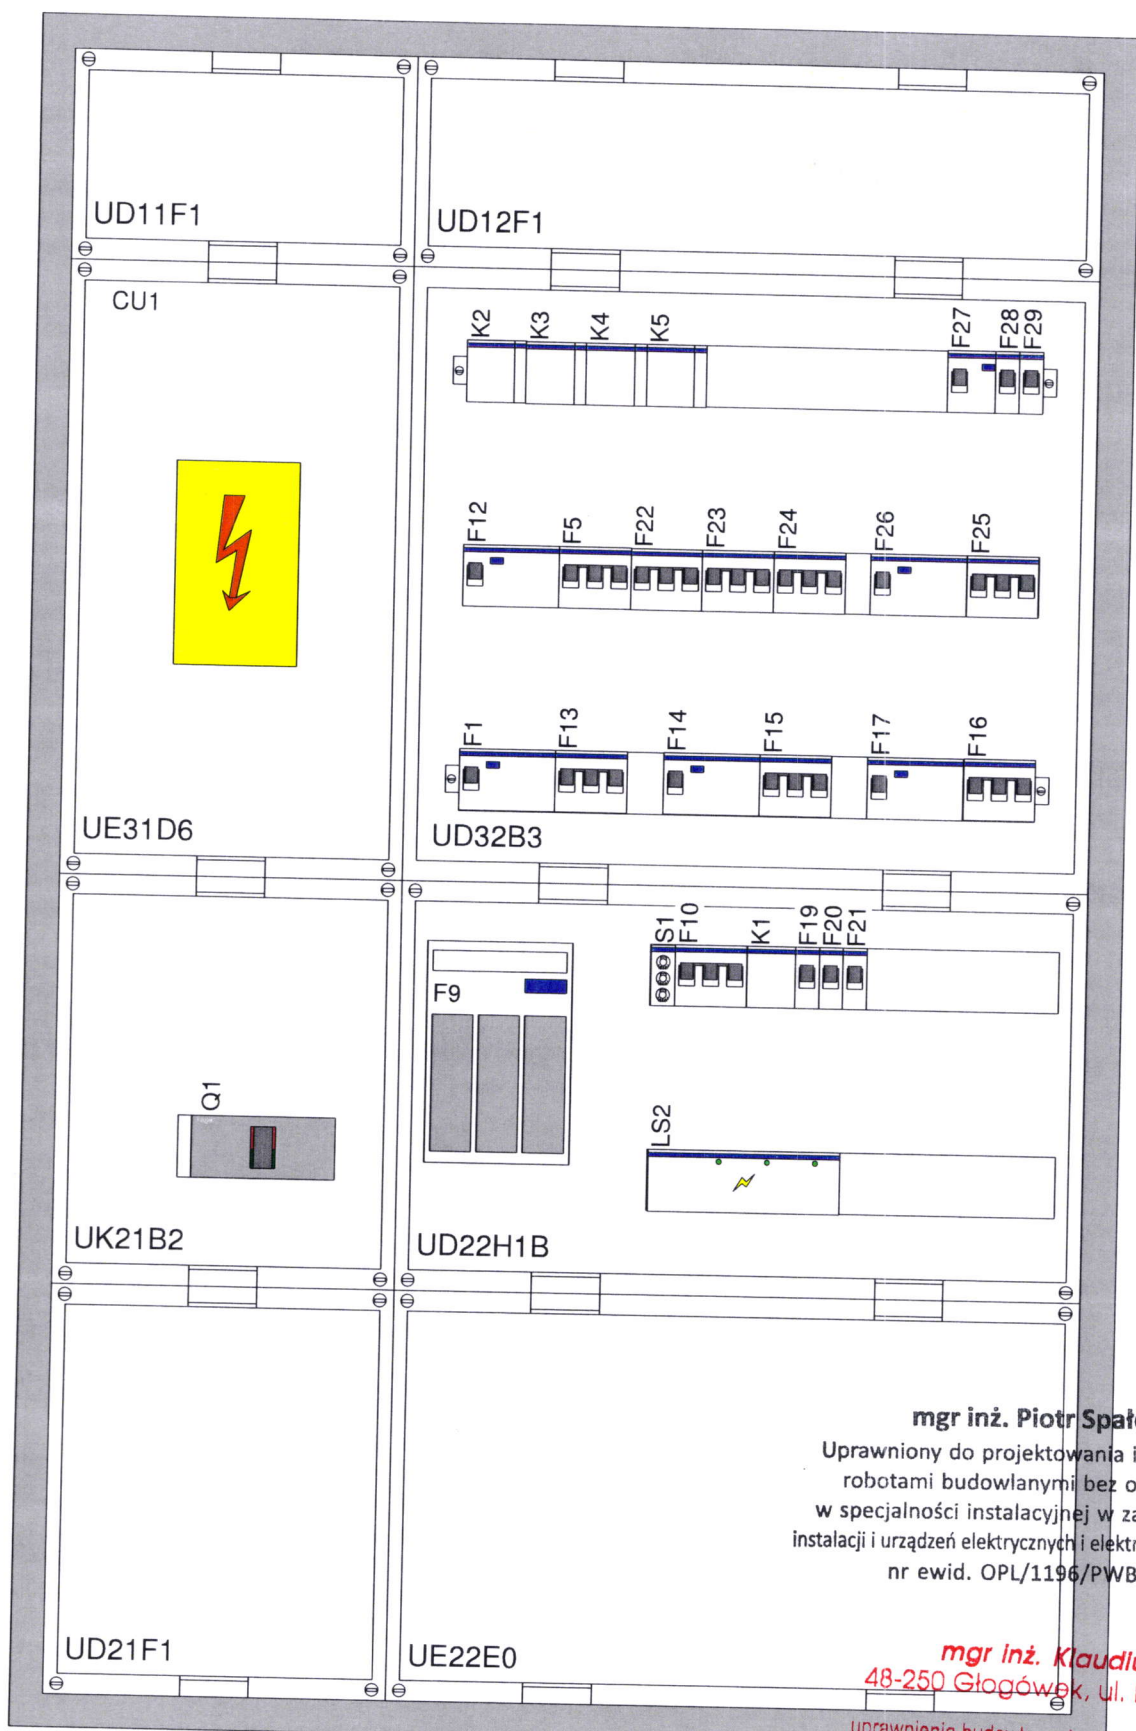 UD11F1
UD12F1
CU1
K2
K3
K4
K5
F27
F28
F29
F12
F5
F22
F23
F24
F26
F25
F1
F13
F14
F15
F17
F16
UE31D6
UD32B3
S1
F10
K1
F19
F20
F21
F9
Q1
LS2
UK21B2
UD22H1B
mgr inż. Piotr
Uprawniony do projektowania i
robotami budowlanymi bez
w specjalności instalacyjnej w
instalacji i urządzeń elektrycznych i
nr ewid. OPL/1196/
UD21F1
UE22E0
mgr inż.
48-250 Głogówek, ul.
uprawnienia